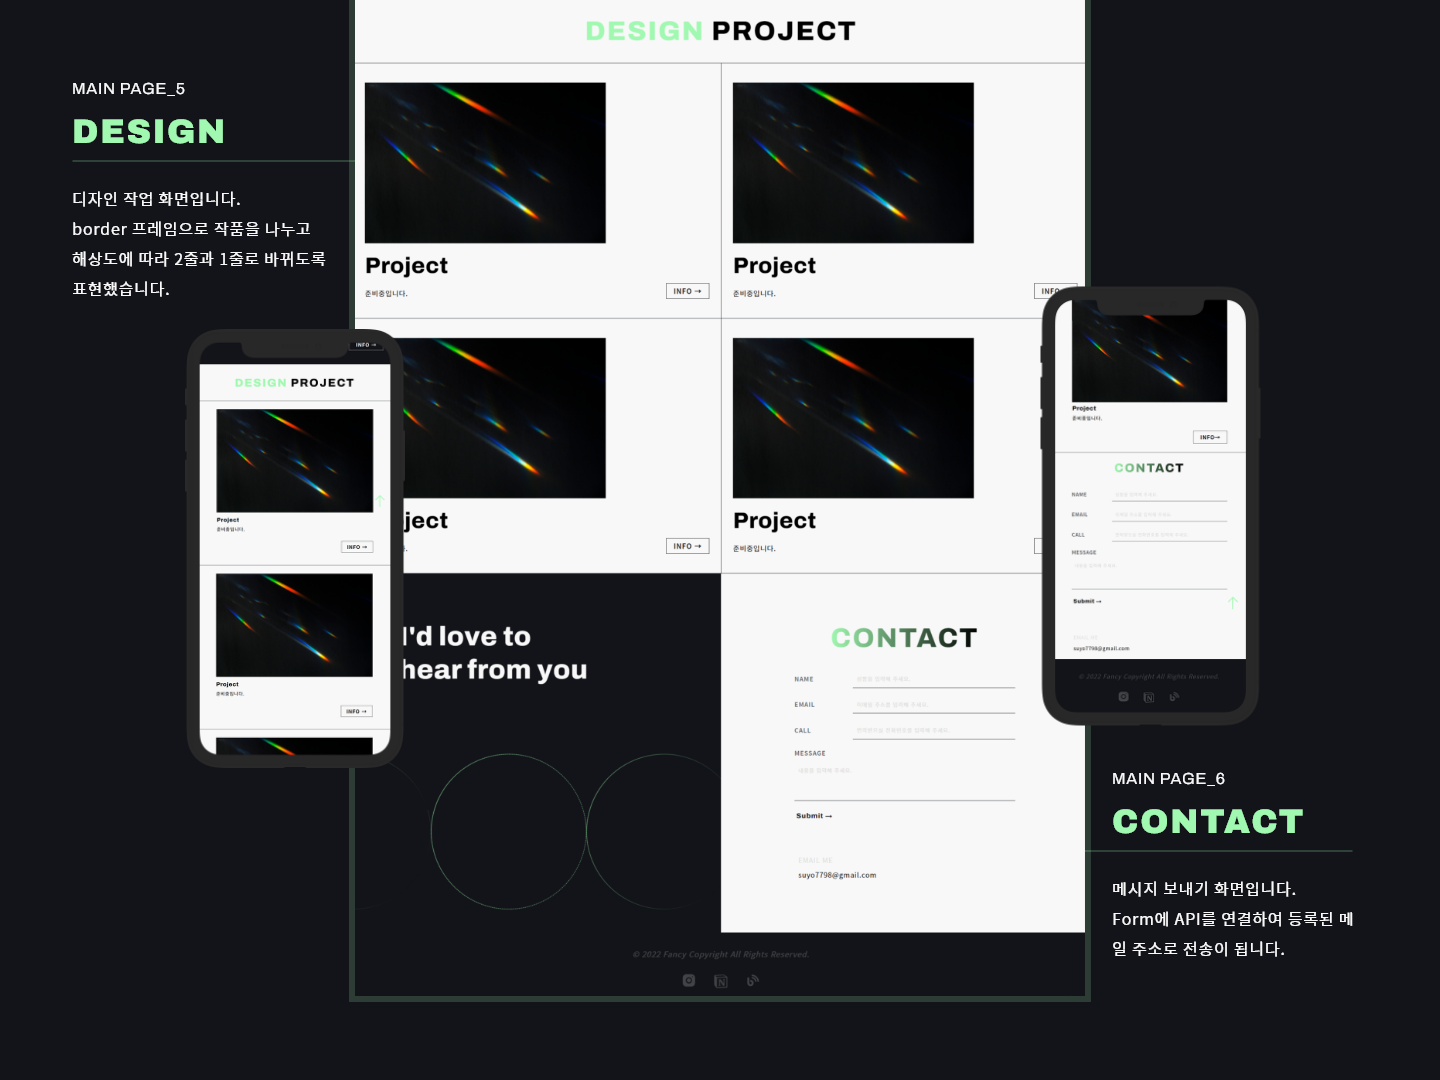 MAIN PAGE_5
DESIGN
디자인 작업 화면입니다.
border 프레임으로 작품을 나누고
해상도에 따라 2줄과 1줄로 바뀌도록
표현했습니다.
DESIGN PROJECT
Project
준비중입니다.
INFO →
Project
준비중입니다.
INFO
ject
INFO →
Project
준비중입니다.
I'd love to
hear from you
CONTACT
NAME
EMAIL
CALL
MESSAGE
Submit →
EMAIL ME
suyo7798@gmail.com
© 2022 Fancy Copyright All Rights Reserved.
INFO →
DESIGN PROJECT
Project
준비중입니다.
INFO →
Project
준비중입니다.
INFO →
Project
준비중입니다.
INFO→
CONTACT
NAME
EMAIL
CALL
MESSAGE
Submit →
EMAIL ME
suyo7798@gmail.com
© 2022 Fancy Copyright All Rights Reserved.
MAIN PAGE_6
CONTACT
메시지 보내기 화면입니다.
Form에 API를 연결하여 등록된 메
일 주소로 전송이 됩니다.